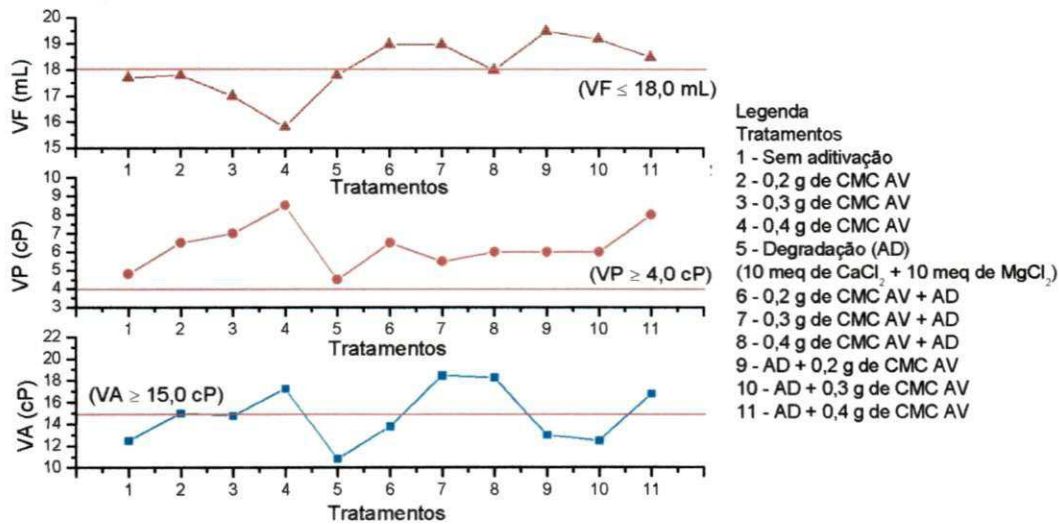 20
19
18
17
16
15
VF (mL)
(VF ≤ 18,0 mL)
1 2 3 4 5 6 7 8 9 10 11
Tratamentos
10
9
8
7
6
5
4
3
VP (cP)
(VP ≥ 4,0 cP)
1 2 3 4 5 6 7 8 9 10 11
Tratamentos
22
20
18
16
14
12
10
VA (cP)
(VA ≥ 15,0 cP)
1 2 3 4 5 6 7 8 9 10 11
Tratamentos
Legenda
Tratamentos
1 - Sem aditivação
2 - 0,2 g de CMC AV
3 - 0,3 g de CMC AV
4 - 0,4 g de CMC AV
5 - Degradação (AD)
(10 meq de CaCl₂ + 10 meq de MgCl₂)
6 - 0,2 g de CMC AV + AD
7 - 0,3 g de CMC AV + AD
8 - 0,4 g de CMC AV + AD
9 - AD + 0,2 g de CMC AV
10 - AD + 0,3 g de CMC AV
11 - AD + 0,4 g de CMC AV